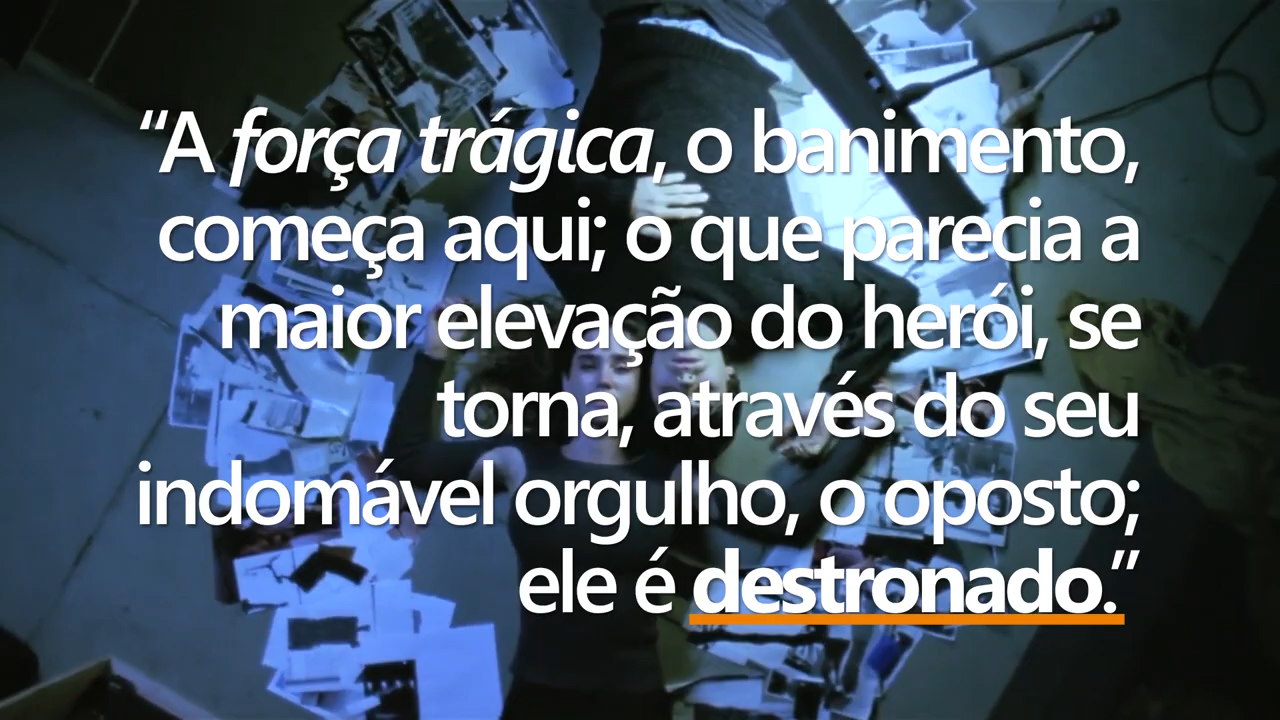 “A força trágica, o banimento,
começa aqui; o que parecia a
maior elevação do herói, se
torna, através do seu
indomável orgulho, o oposto;
ele é destronado.”